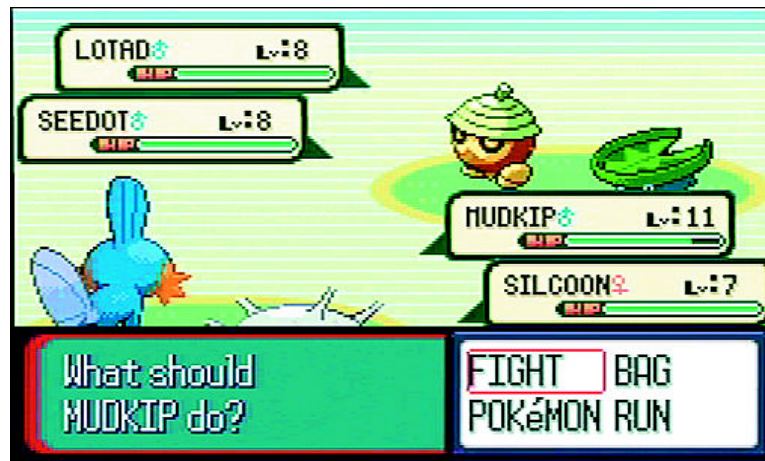 LOTAD♂ Lv:8
HP
SEEDOT♂ Lv:8
HP
MUDKIP♂ Lv:11
HP
SILCOON♀ Lv:7
HP
What should
MUDKIP do?
FIGHT BAG
POKéMON RUN